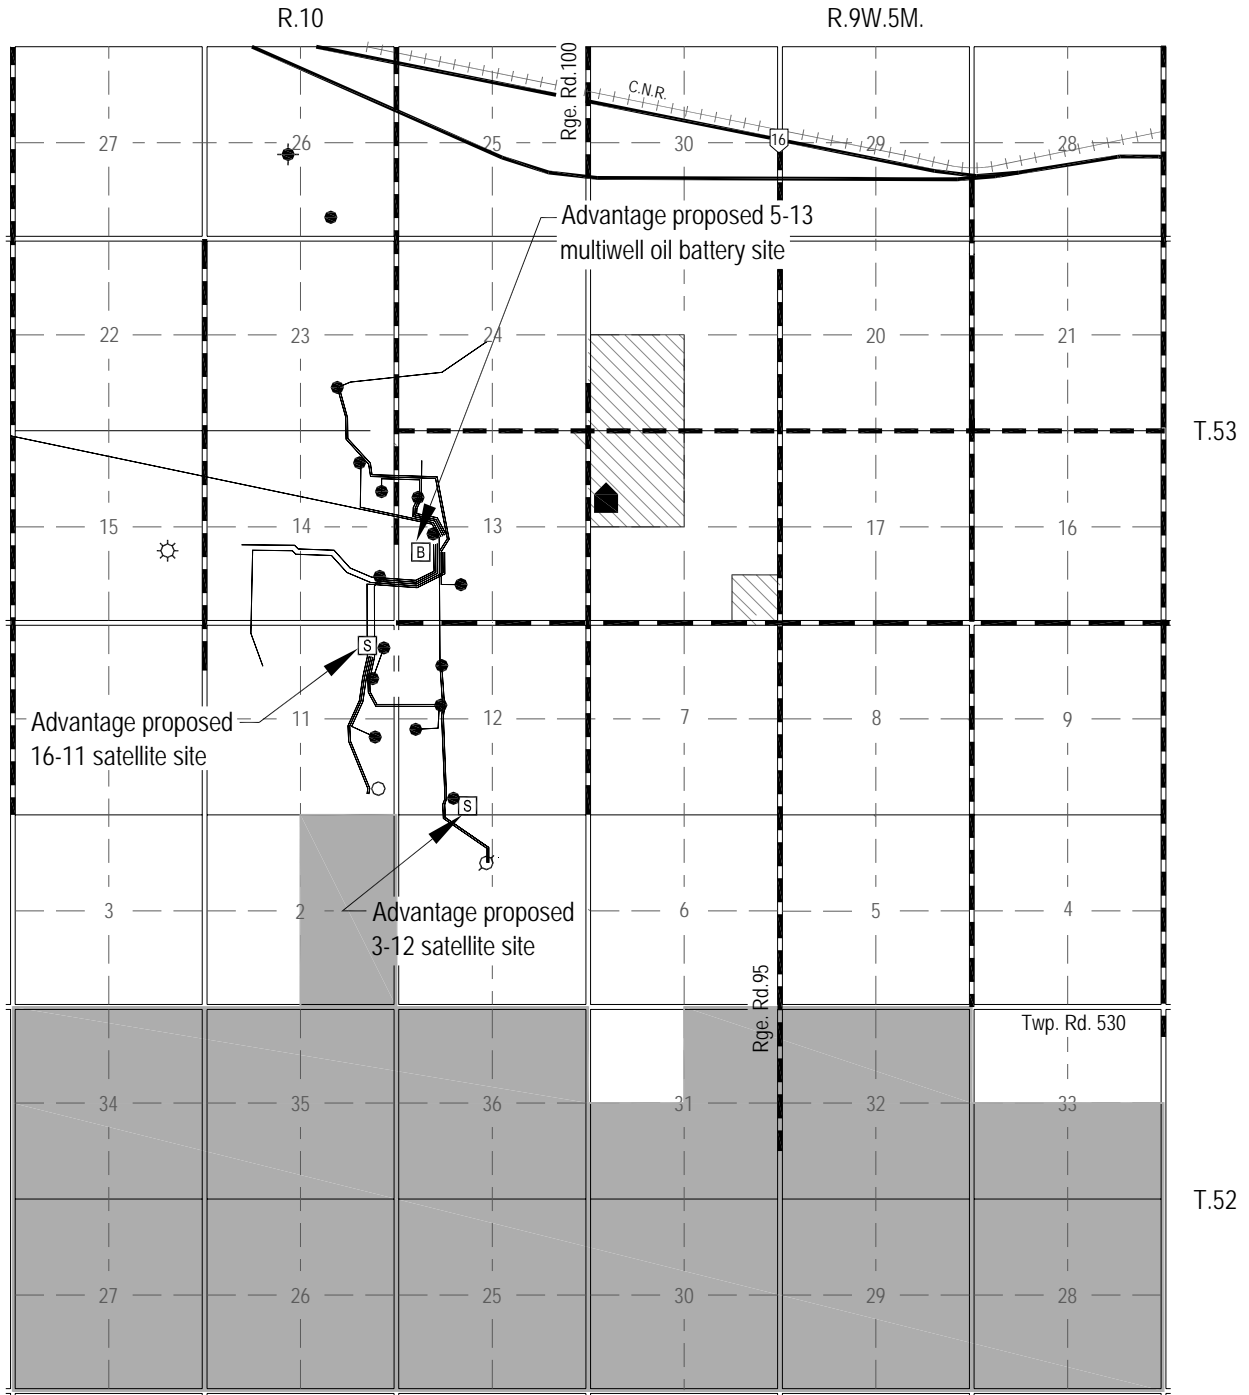 R.10
R.9W.5M.
Rge. Rd.100
C.N.R.
16
27
26
25
30
29
28
Advantage proposed 5-13
multiwell oil battery site
22
23
24
20
21
T.53
15
14
13
17
16
B
S
Advantage proposed
16-11 satellite site
11
12
7
8
9
S
3
2
Advantage proposed
3-12 satellite site
6
5
4
Rge. Rd.95
Twp. Rd. 530
34
35
36
31
32
33
T.52
27
26
25
30
29
28